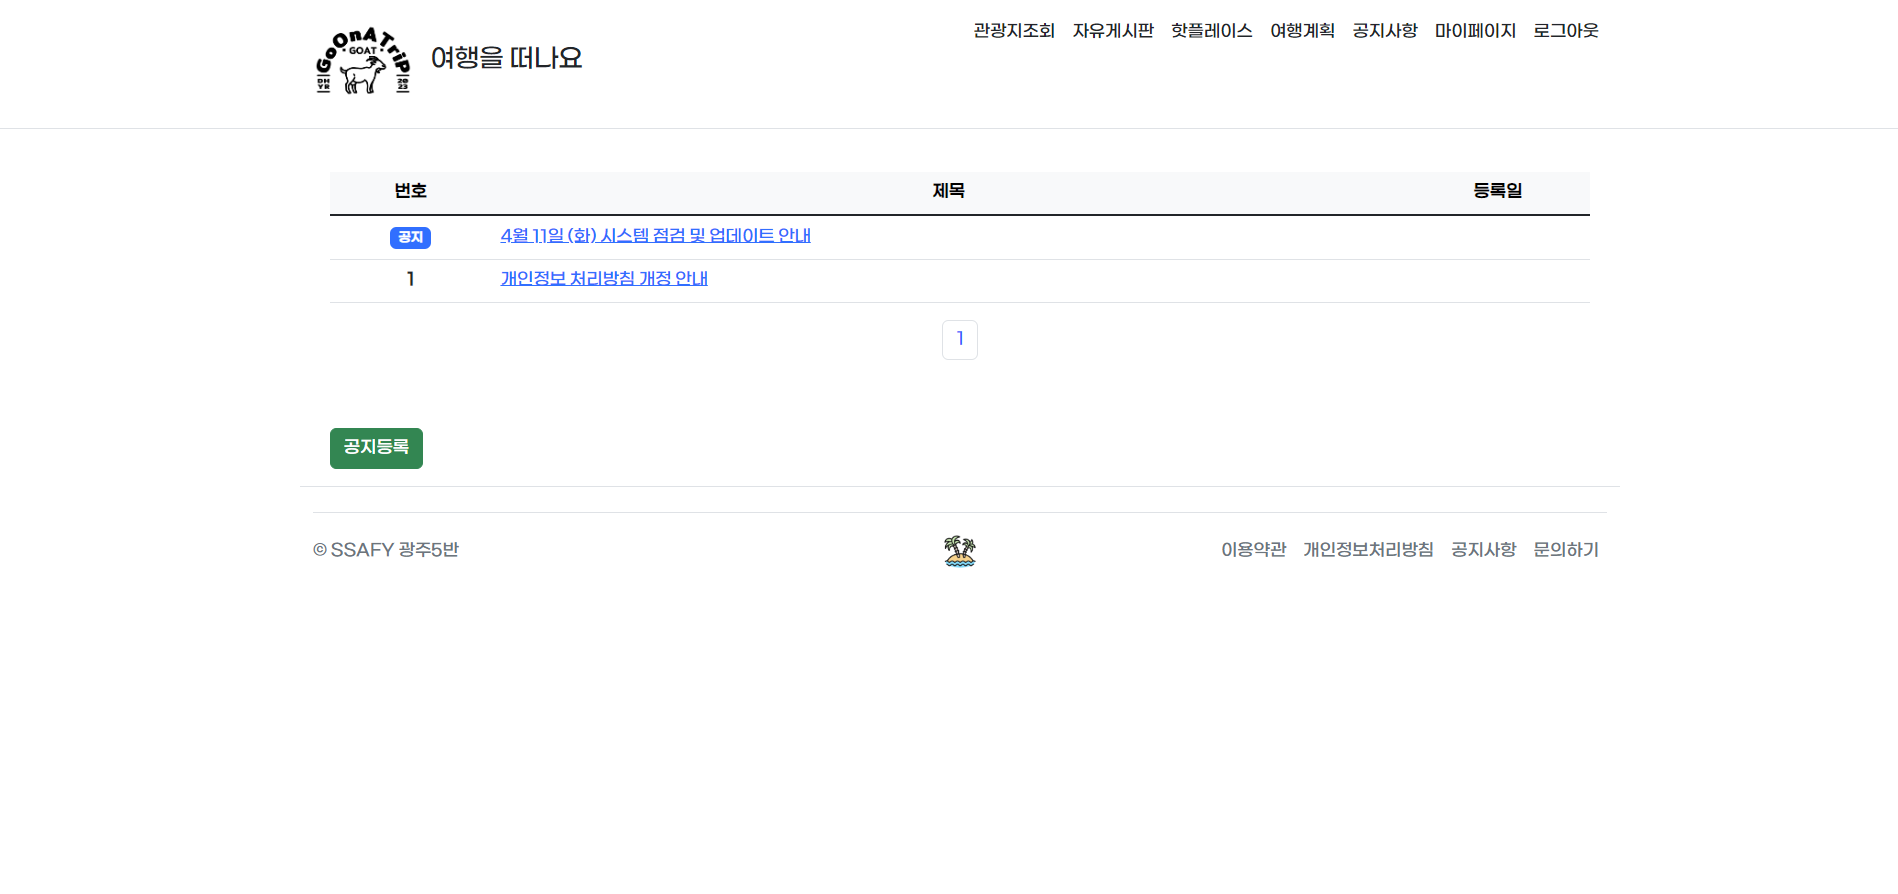 GoOnATrip
GOAT
DH
YK
20
23
여행을 떠나요
관광지조회 자유게시판 핫플레이스 여행계획 공지사항 마이페이지 로그아웃
번호 제목 등록일
공지 4월 11일 (화) 시스템 점검 및 업데이트 안내
1 개인정보 처리방침 개정 안내
1
공지등록
© SSAFY 광주5반 이용약관 개인정보처리방침 공지사항 문의하기